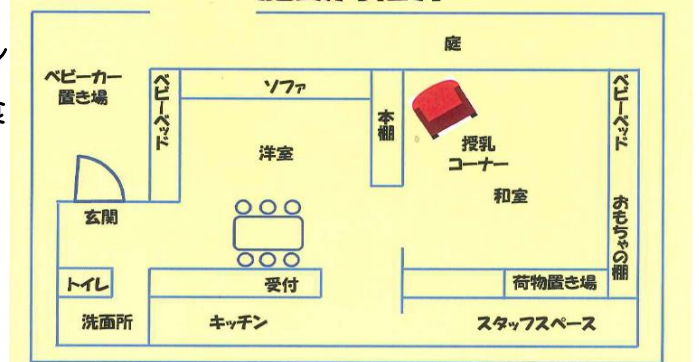 庭
ベビーカー
置き場
ベビーベッド
ソファ
本棚
授乳
コーナー
ベビーベッド
洋室
和室
おもちゃの棚
玄関
トイレ
受付
荷物置き場
洗面所
キッチン
スタッフスペース